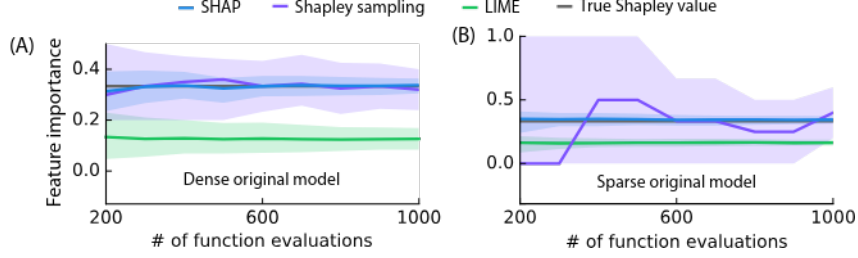 SHAP Shapley sampling LIME True Shapley value
(A)
Feature importance
0.4
0.2
0.0
Dense original model
200 600 1000
# of function evaluations
(B)
1.0
0.5
0.0
Sparse original model
200 600 1000
# of function evaluations